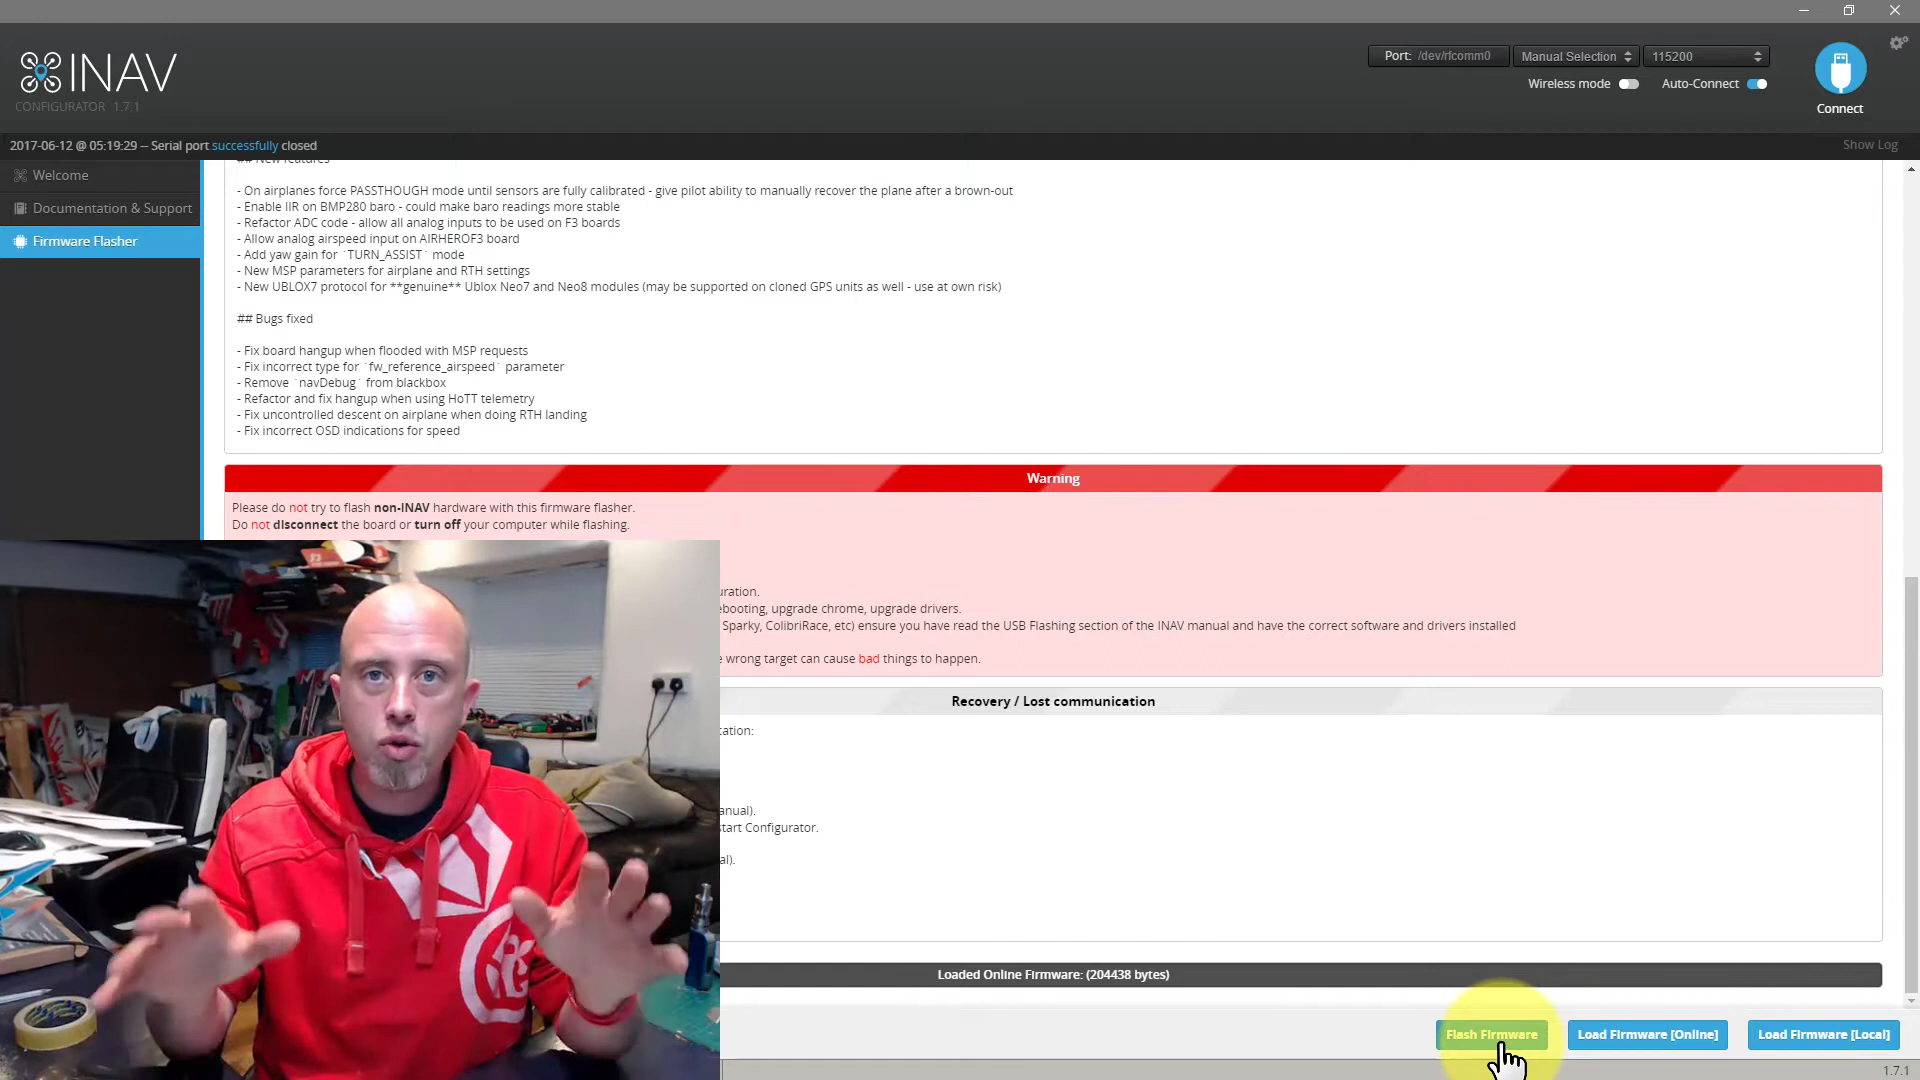 INAV
CONFIGURATOR 1.7.1
Port: /dev/rfcomm0
Manual Selection
115200
Wireless mode
Auto-Connect
Connect
2017-06-12 @ 05:19:29 -- Serial port successfully closed
Show Log
Welcome
Documentation & Support
Firmware Flasher
## New features
- On airplanes force PASSTHOUGH mode until sensors are fully calibrated - give pilot ability to manually recover the plane after a brown-out
- Enable IIR on BMP280 baro - could make baro readings more stable
- Refactor ADC code - allow all analog inputs to be used on F3 boards
- Allow analog airspeed input on AIRHEROF3 board
- Add yaw gain for `TURN_ASSIST` mode
- New MSP parameters for airplane and RTH settings
- New UBLOX7 protocol for **genuine** Ublox Neo7 and Neo8 modules (may be supported on cloned GPS units as well - use at own risk)
## Bugs fixed
- Fix board hangup when flooded with MSP requests
- Fix incorrect type for `fw_reference_airspeed` parameter
- Remove `navDebug` from blackbox
- Refactor and fix hangup when using HoTT telemetry
- Fix uncontrolled descent on airplane when doing RTH landing
- Fix incorrect OSD indications for speed
Warning
Please do not try to flash non-INAV hardware with this firmware flasher.
Do not disconnect the board or turn off your computer while flashing.
uration.
ebooting, upgrade chrome, upgrade drivers.
Sparky, ColibriRace, etc) ensure you have read the USB Flashing section of the INAV manual and have the correct software and drivers installed
e wrong target can cause bad things to happen.
Recovery / Lost communication
cation:
anual).
start Configurator.
al).
Loaded Online Firmware: (204438 bytes)
Flash Firmware
Load Firmware [Online]
Load Firmware [Local]
1.7.1